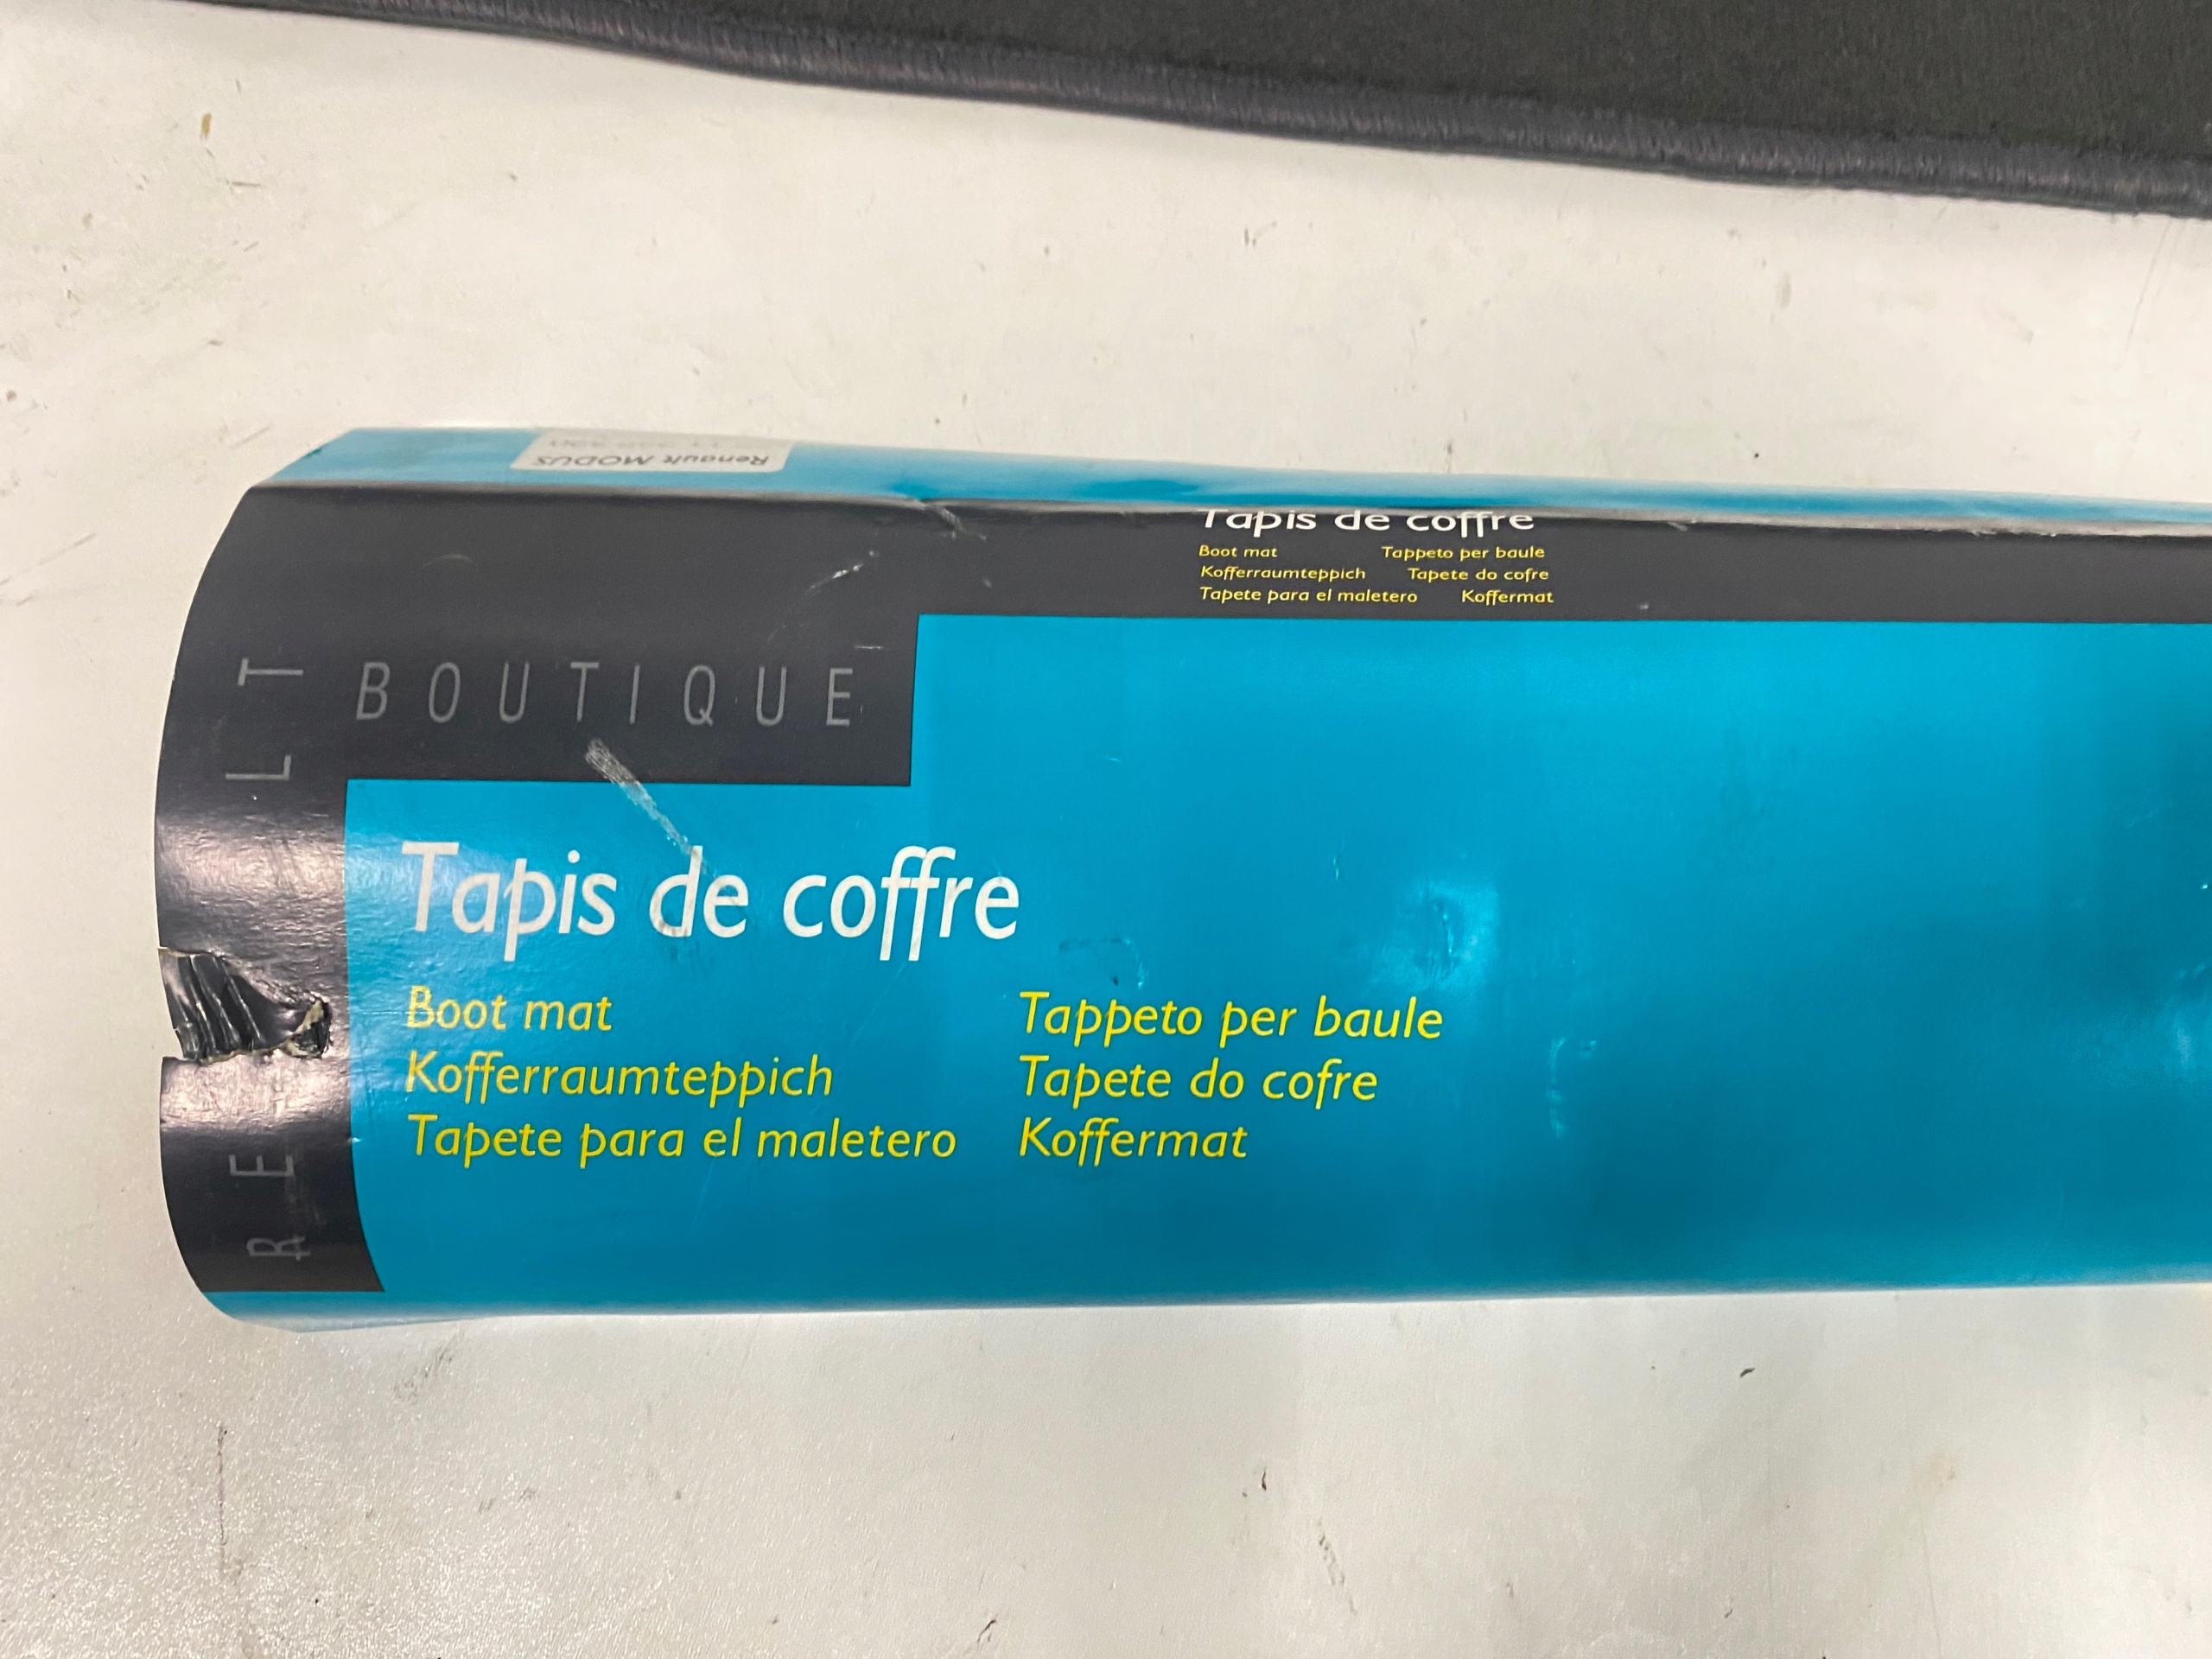 Renault MODUS
Tapis de coffre
Boot mat Tappeto per baule
Kofferraumteppich Tapete do cofre
Tapete para el maletero Koffermat
BOUTIQUE
Tapis de coffre
Boot mat Tappeto per baule
Kofferraumteppich Tapete do cofre
Tapete para el maletero Koffermat